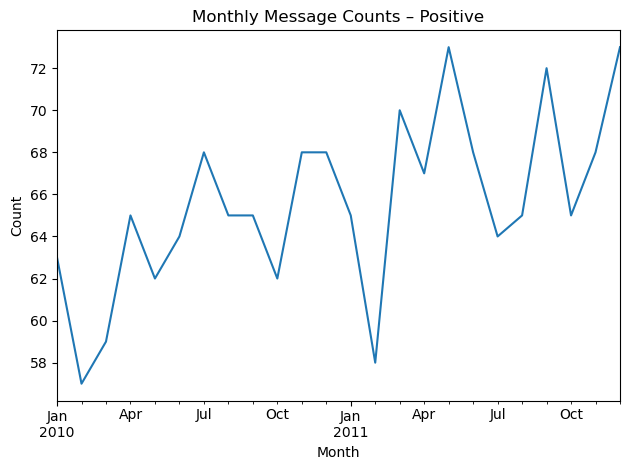 Monthly Message Counts – Positive
Count
72
70
68
66
64
62
60
58
Jan Apr Jul Oct Jan Apr Jul Oct
2010 2011
Month